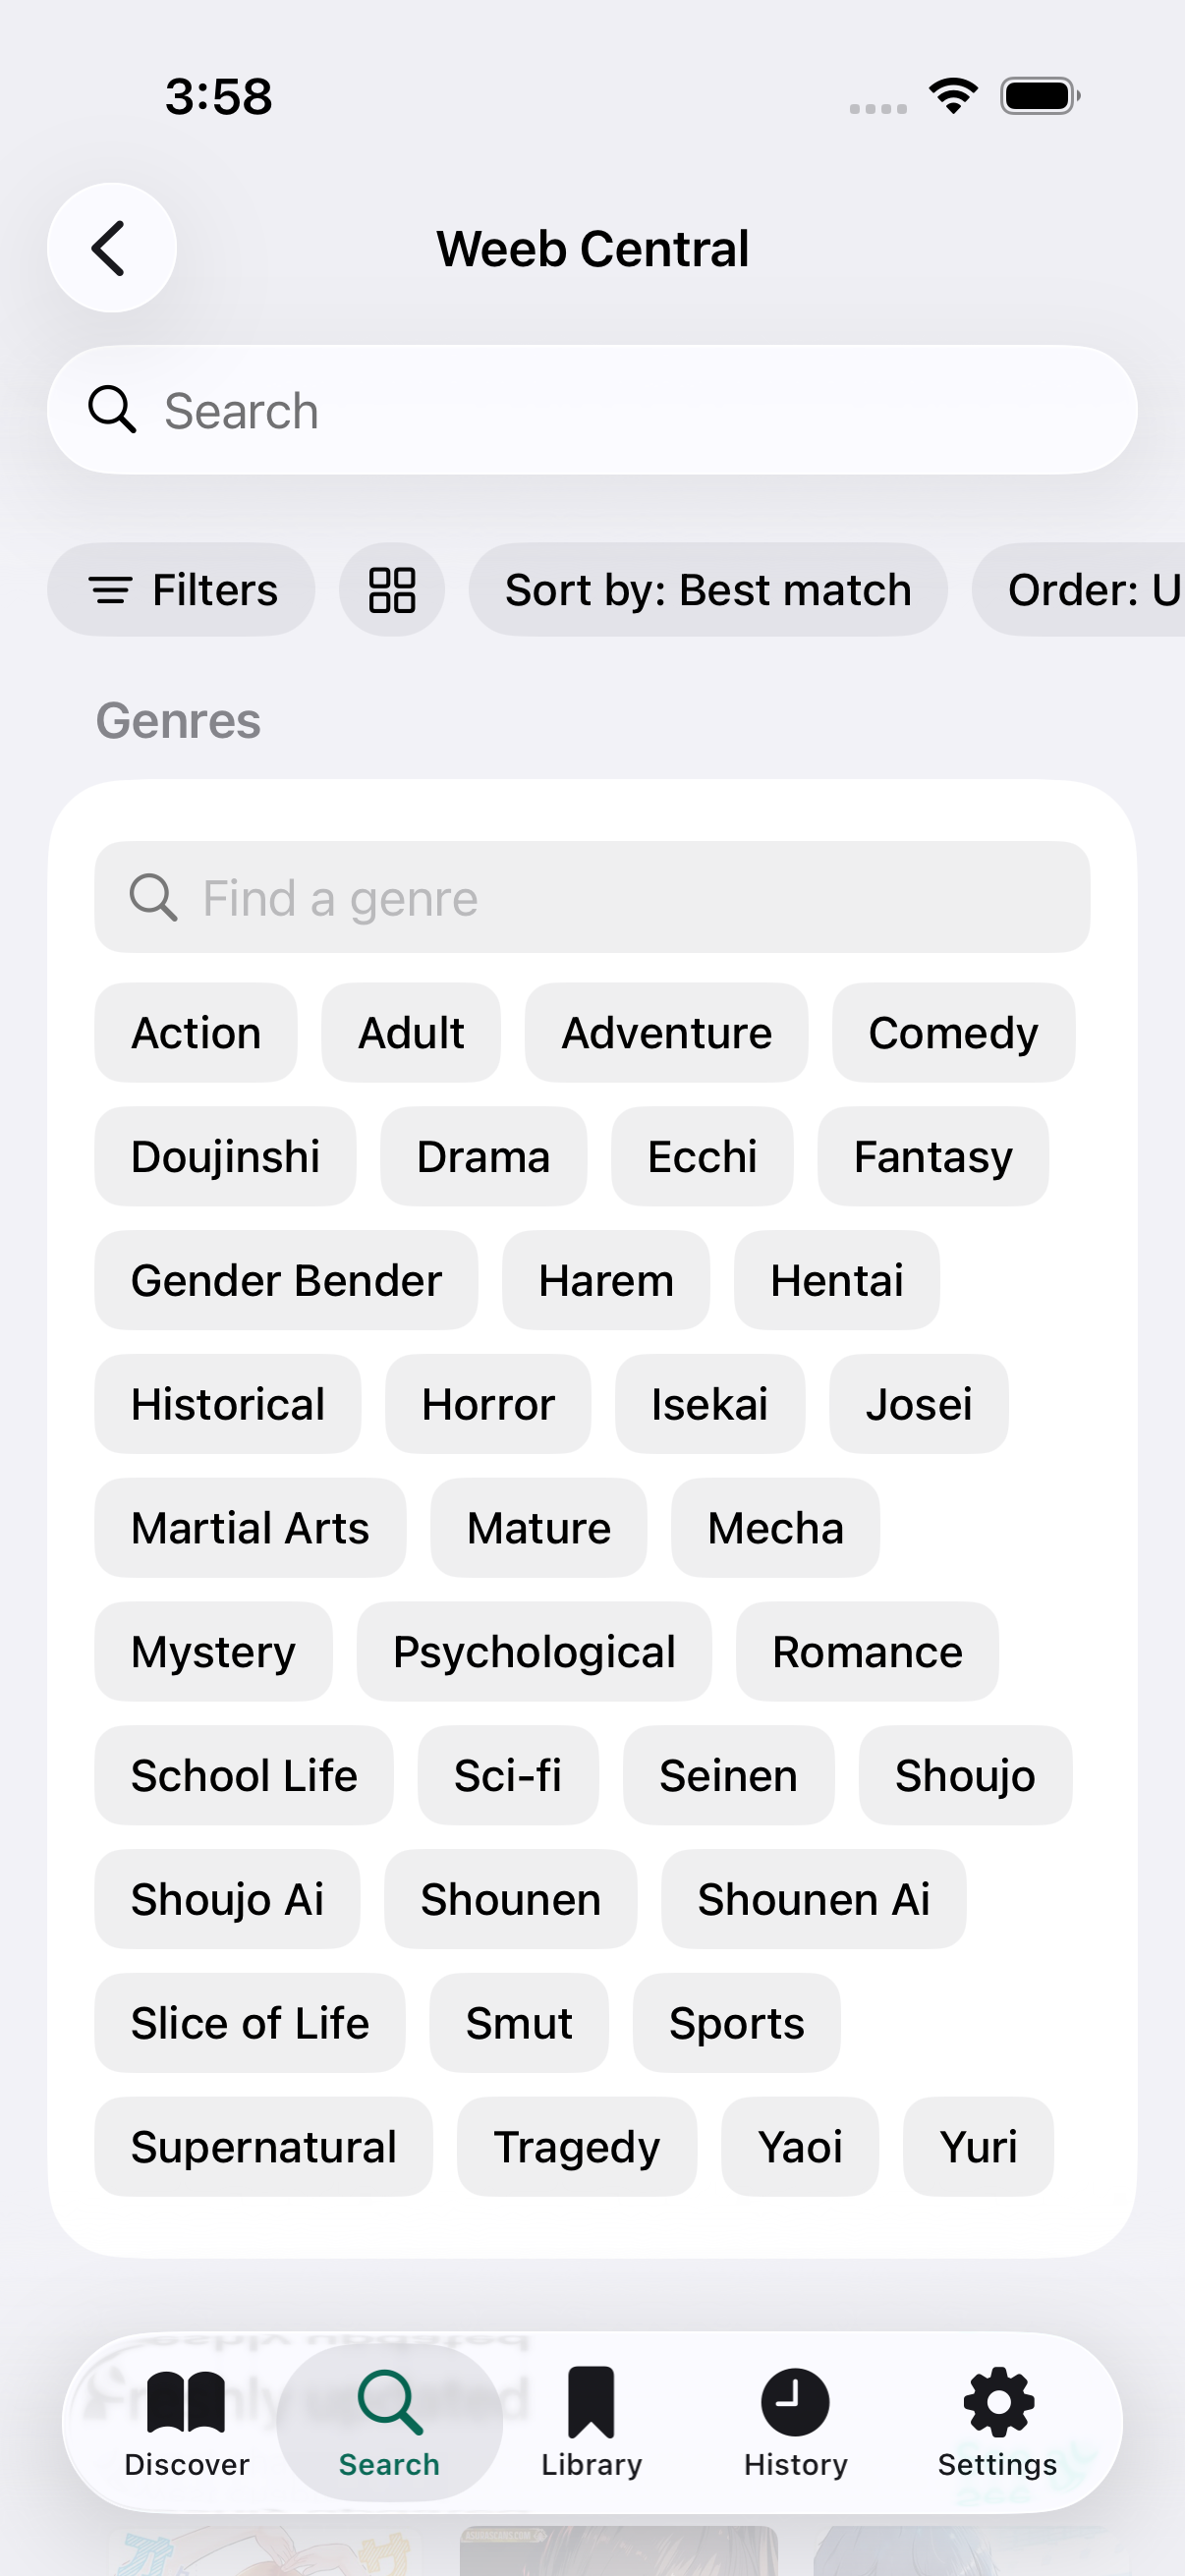 3:58
Weeb Central
Search
Filters Sort by: Best match Order: U
Genres
Find a genre
Action Adult Adventure Comedy
Doujinshi Drama Ecchi Fantasy
Gender Bender Harem Hentai
Historical Horror Isekai Josei
Martial Arts Mature Mecha
Mystery Psychological Romance
School Life Sci-fi Seinen Shoujo
Shoujo Ai Shounen Shounen Ai
Slice of Life Smut Sports
Supernatural Tragedy Yaoi Yuri
Discover Search Library History Settings